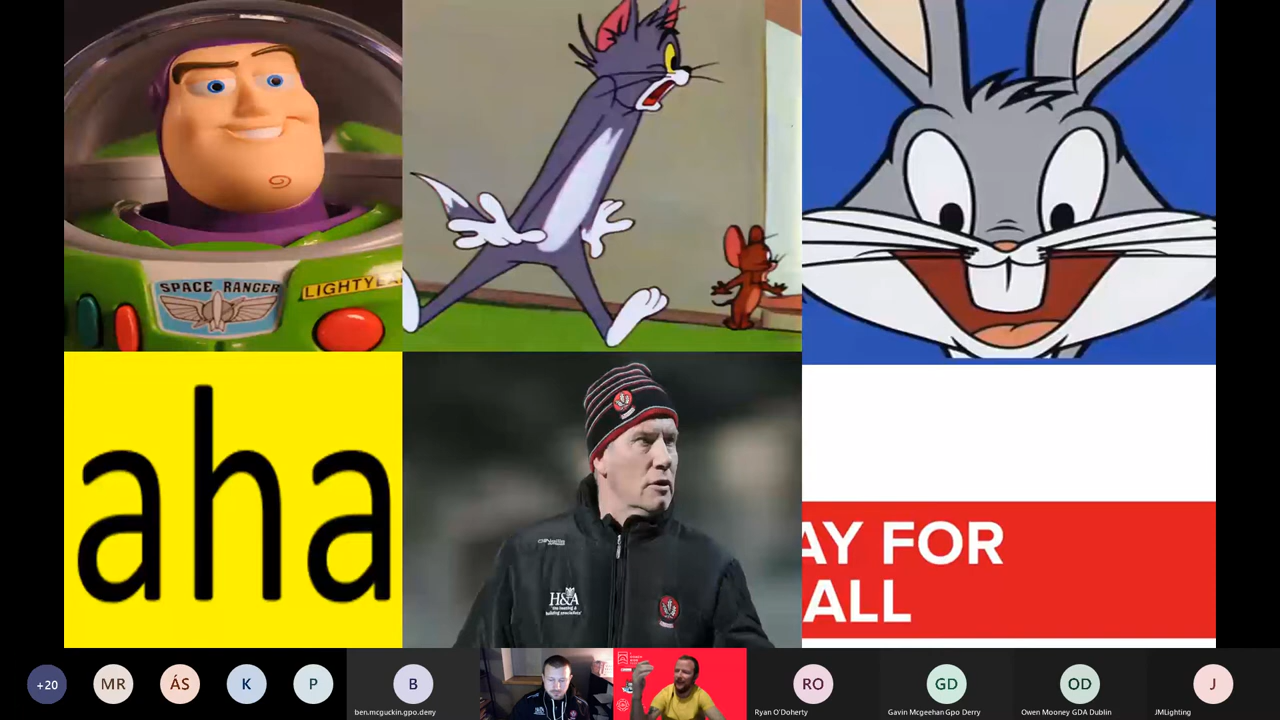 SPACE RANGER
LIGHTYEA
aha
H&A
AY FOR
ALL
+20
MR
ÁS
K
P
B
ben.mcguckin.gpo.derry
RO
Ryan O'Doherty
GD
Gavin Mcgeehan Gpo Derry
OD
Owen Mooney GDA Dublin
J
JMLighting